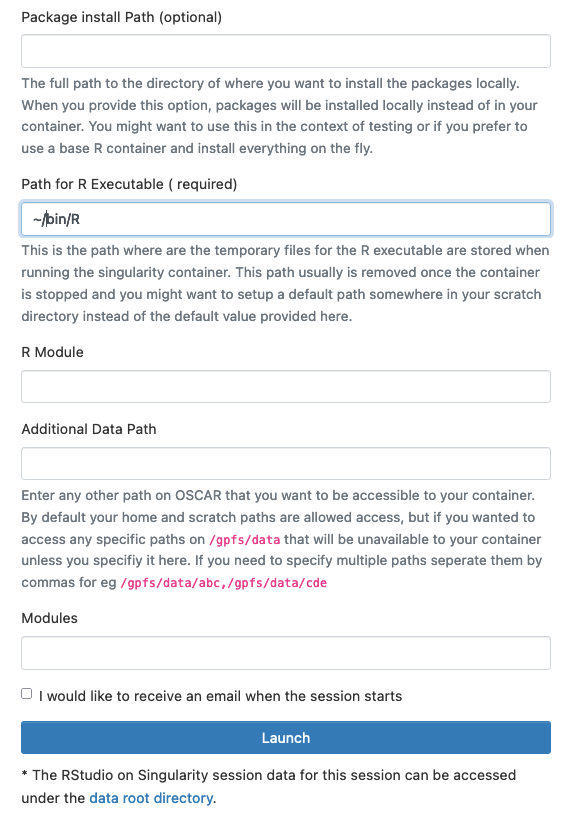 Package install Path (optional)
The full path to the directory of where you want to install the packages locally.
When you provide this option, packages will be installed locally instead of in your
container. You might want to use this in the context of testing or if you prefer to
use a base R container and install everything on the fly.
Path for R Executable ( required)
~/bin/R
This is the path where are the temporary files for the R executable are stored when
running the singularity container. This path usually is removed once the container
is stopped and you might want to setup a default path somewhere in your scratch
directory instead of the default value provided here.
R Module
Additional Data Path
Enter any other path on OSCAR that you want to be accessible to your container.
By default your home and scratch paths are allowed access, but if you wanted to
access any specific paths on /gpfs/data that will be unavailable to your container
unless you specifiy it here. If you need to specify multiple paths seperate them by
commas for eg /gpfs/data/abc,/gpfs/data/cde
Modules
I would like to receive an email when the session starts
Launch
* The RStudio on Singularity session data for this session can be accessed
under the data root directory.